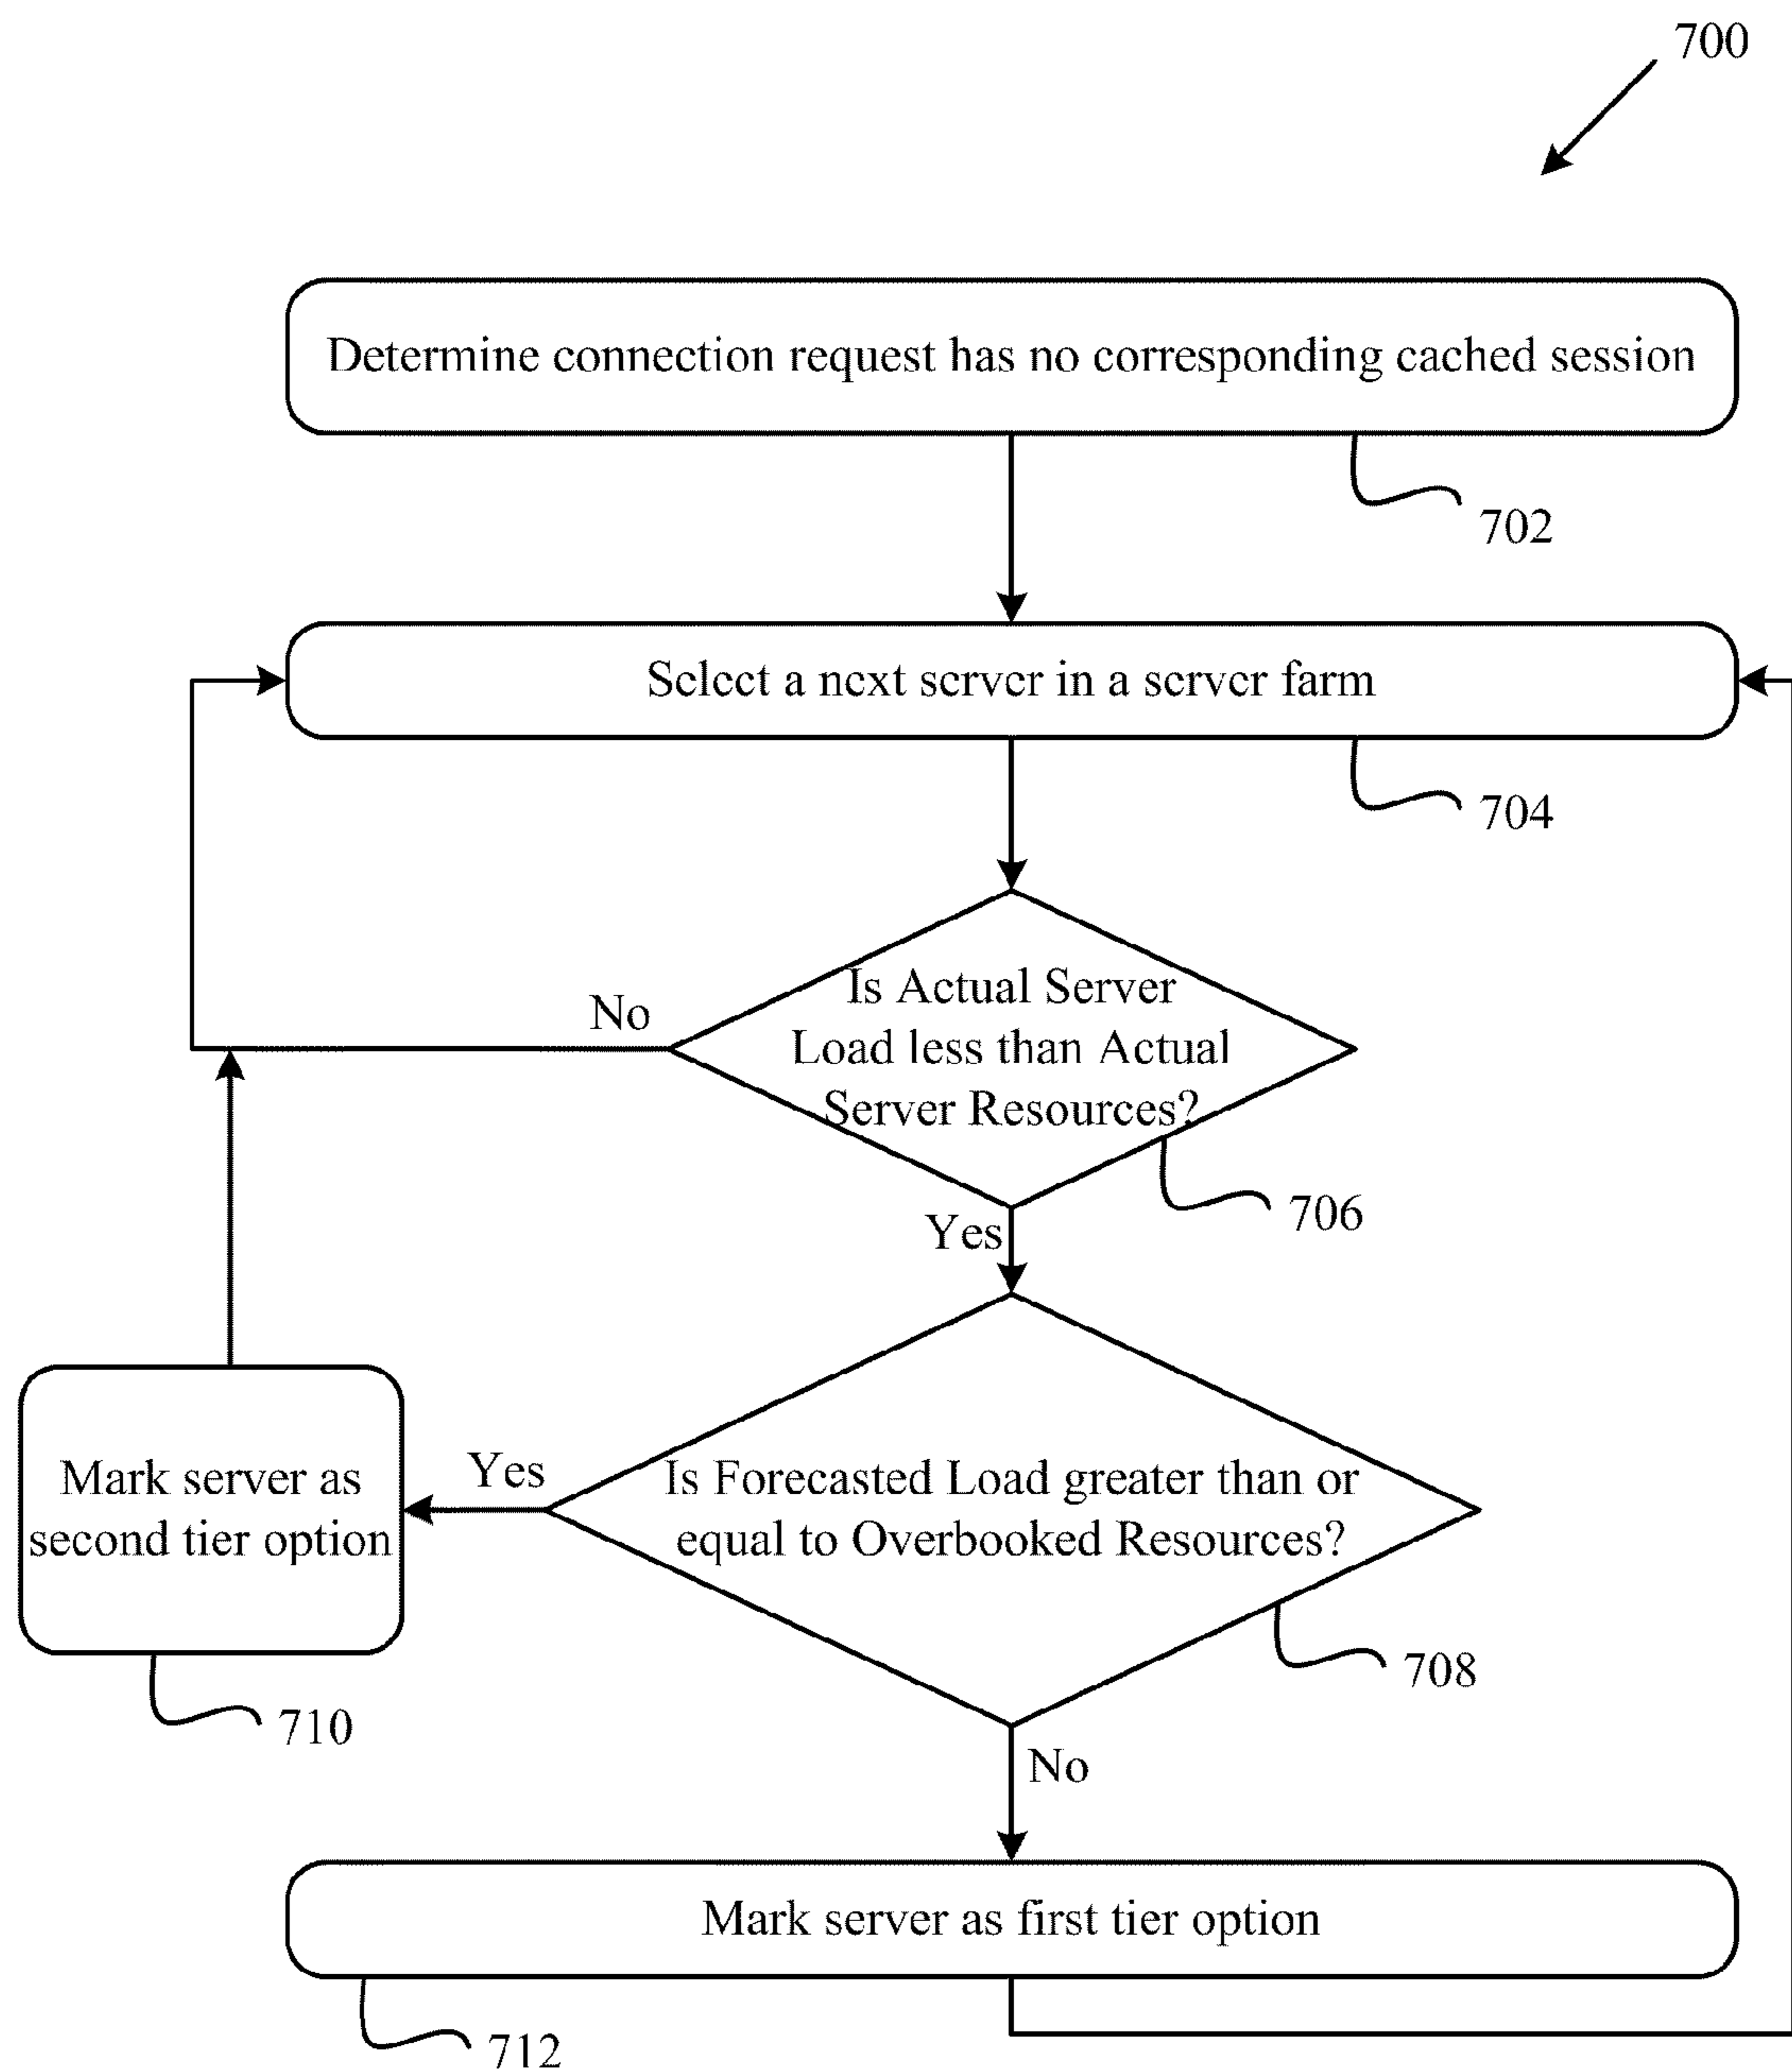 700
Determine connection request has no corresponding cached session
702
Select a next server in a server farm
704
Is Actual Server
Load less than Actual
Server Resources?
No
706
Yes
Is Forecasted Load greater than or
equal to Overbooked Resources?
Yes
Mark server as
second tier option
708
710
No
Mark server as first tier option
712